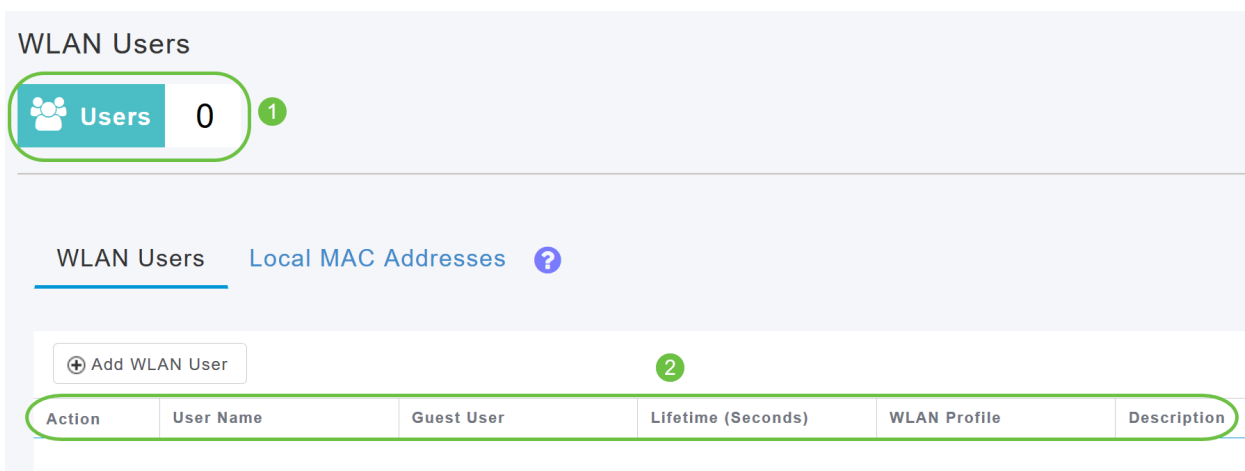 WLAN Users
Users 0 1
WLAN Users Local MAC Addresses ?
Add WLAN User 2
Action User Name Guest User Lifetime (Seconds) WLAN Profile Description